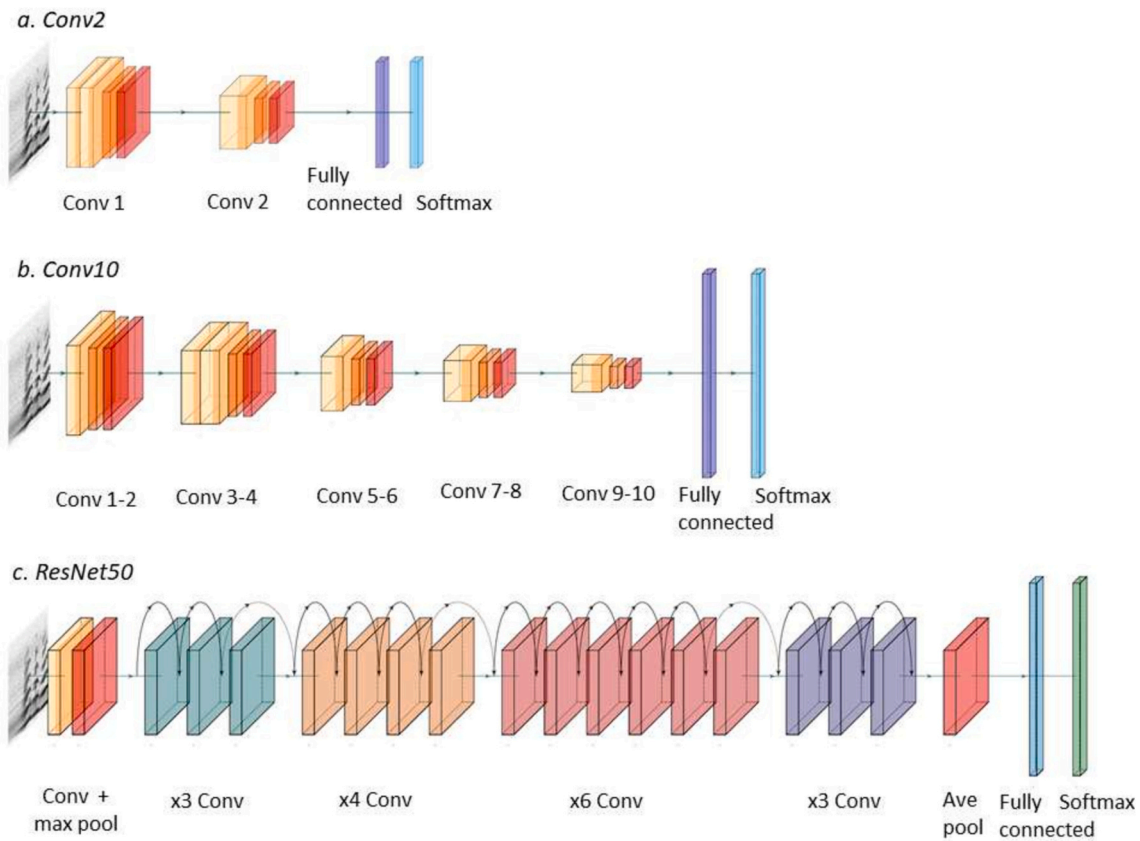 a. Conv2
Conv 1
Conv 2
Fully
connected
Softmax
b. Conv10
Conv 1-2
Conv 3-4
Conv 5-6
Conv 7-8
Conv 9-10
Fully
connected
Softmax
c. ResNet50
Conv +
max pool
x3 Conv
x4 Conv
x6 Conv
x3 Conv
Ave
pool
Fully
connected
Softmax